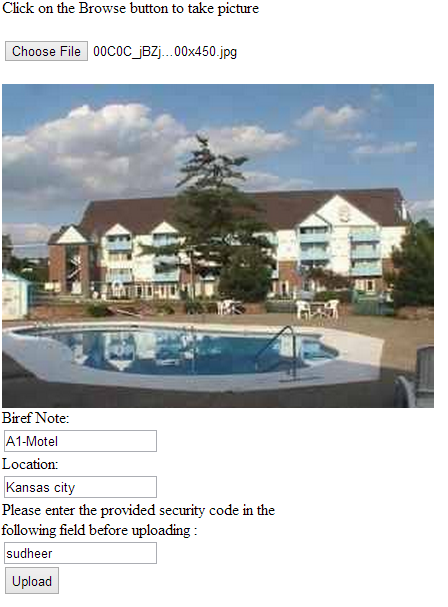 Click on the Browse button to take picture
Choose File 00C0C_jBZj...00x450.jpg
Biref Note:
A1-Motel
Location:
Kansas city
Please enter the provided security code in the
following field before uploading :
sudheer
Upload